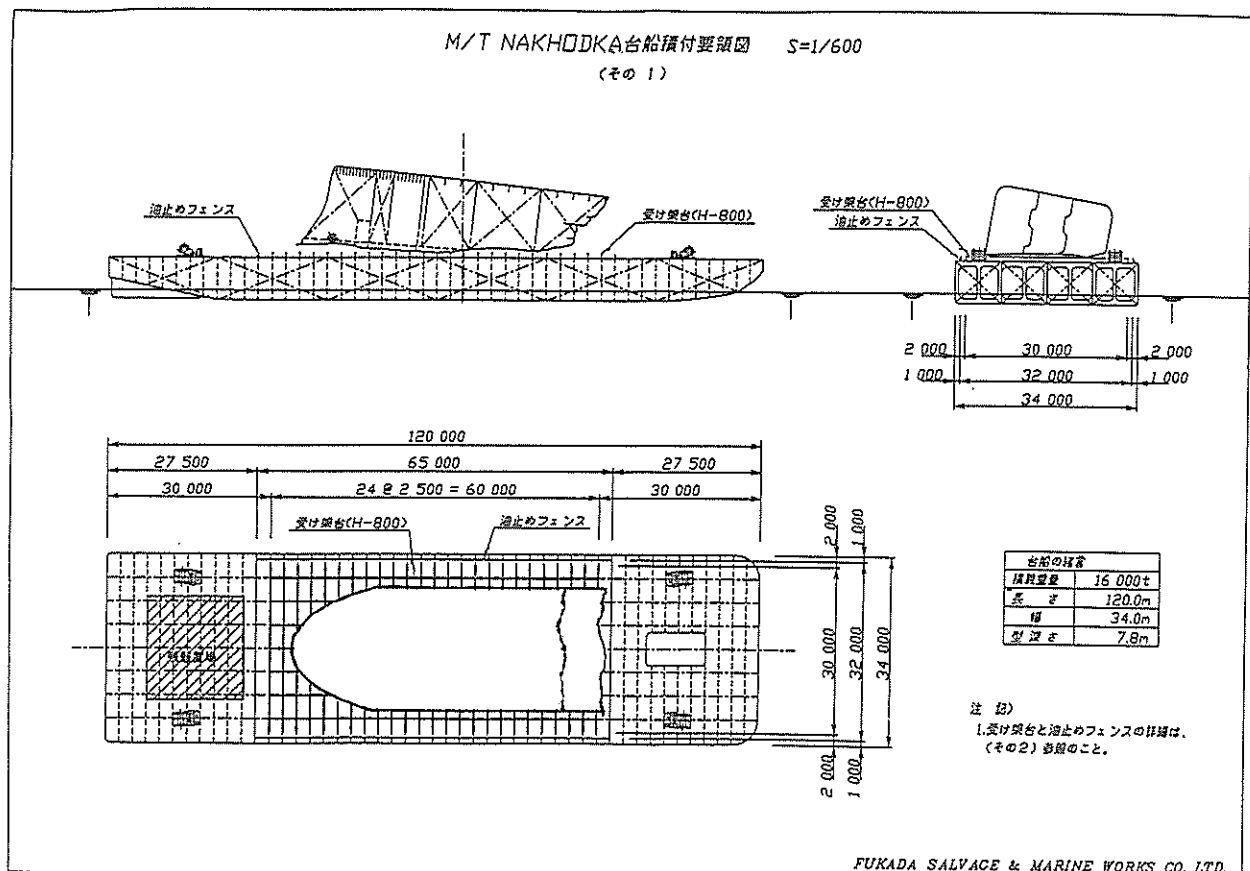 M/T NAKHODKA台船積付要領図 S=1/600
(その 1)
油止めフェンス
受け架台(H-800)
受け架台(H-800)
油止めフェンス
2 000 30 000 2 000
1 000 32 000 1 000
34 000
120 000
27 500 65 000 27 500
30 000 24 @ 2 500 = 60 000 30 000
受け架台(H-800) 油止めフェンス
2 000 1 000
30 000 32 000 34 000
2 000 1 000
台船の諸言
積載重量 16 000t
長 さ 120.0m
幅 34.0m
型 深 さ 7.8m
注 記)
1.受け架台と油止めフェンスの詳細は、
(その2) 参照のこと。
FUKADA SALVAGE & MARINE WORKS CO. LTD.